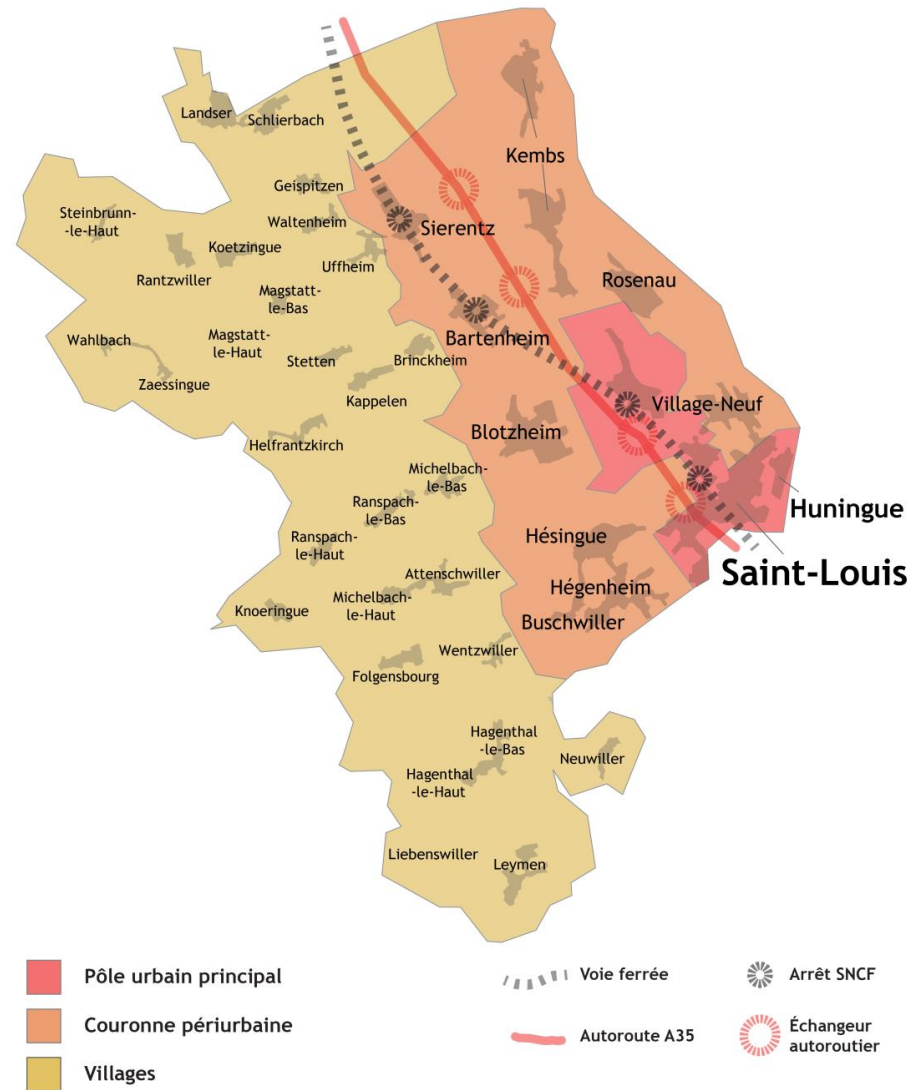 Landser
Schlierbach
Kembs
Geispitzen
Steinbrunn-
le-Haut
Waltenheim
Sierentz
Koetzingue
Uffheim
Rantzwiller
Rosenau
Magstatt-
le-Bas
Wahlbach
Magstatt-
le-Haut
Bartenheim
Stetten
Brinckheim
Zaessingue
Kappelen
Village-Neuf
Blotzheim
Helfrantzkirch
Michelbach-
le-Bas
Ranspach-
le-Bas
Huningue
Ranspach-
le-Haut
Hésingue
Saint-Louis
Attenschwiller
Hégenheim
Michelbach-
le-Haut
Knoeringue
Buschwiller
Wentzwiller
Folgensbourg
Hagenthal
-le-Bas
Neuwiller
Hagenthal
-le-Haut
Liebenswiller
Leymen
Pôle urbain principal
Voie ferrée
Arrêt SNCF
Couronne périurbaine
Autoroute A35
Échangeur
autoroutier
Villages